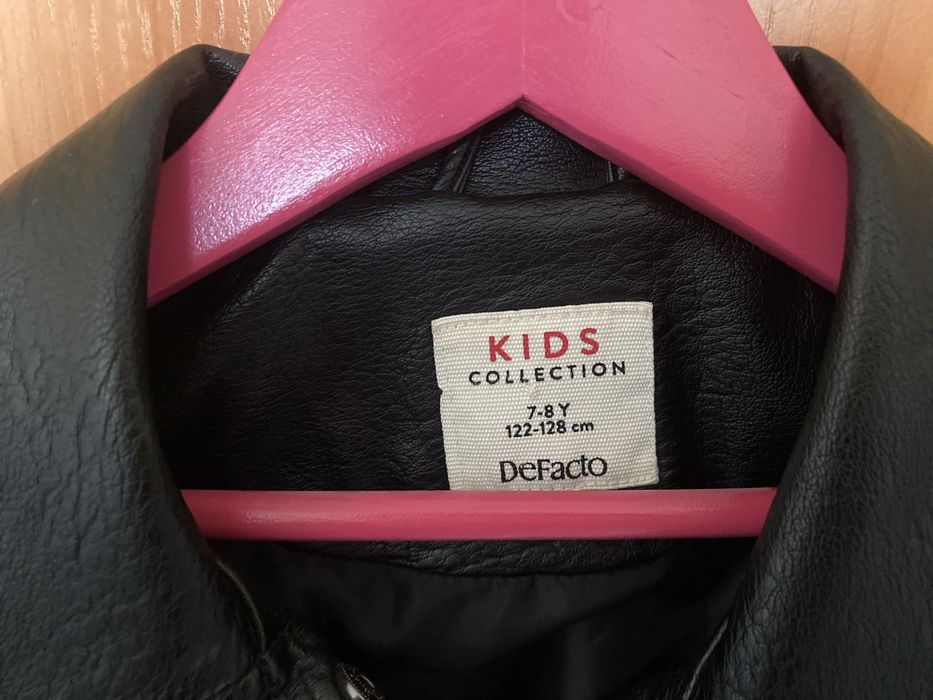 KIDS
COLLECTION
7-8 Y
122-128 cm
DeFacto